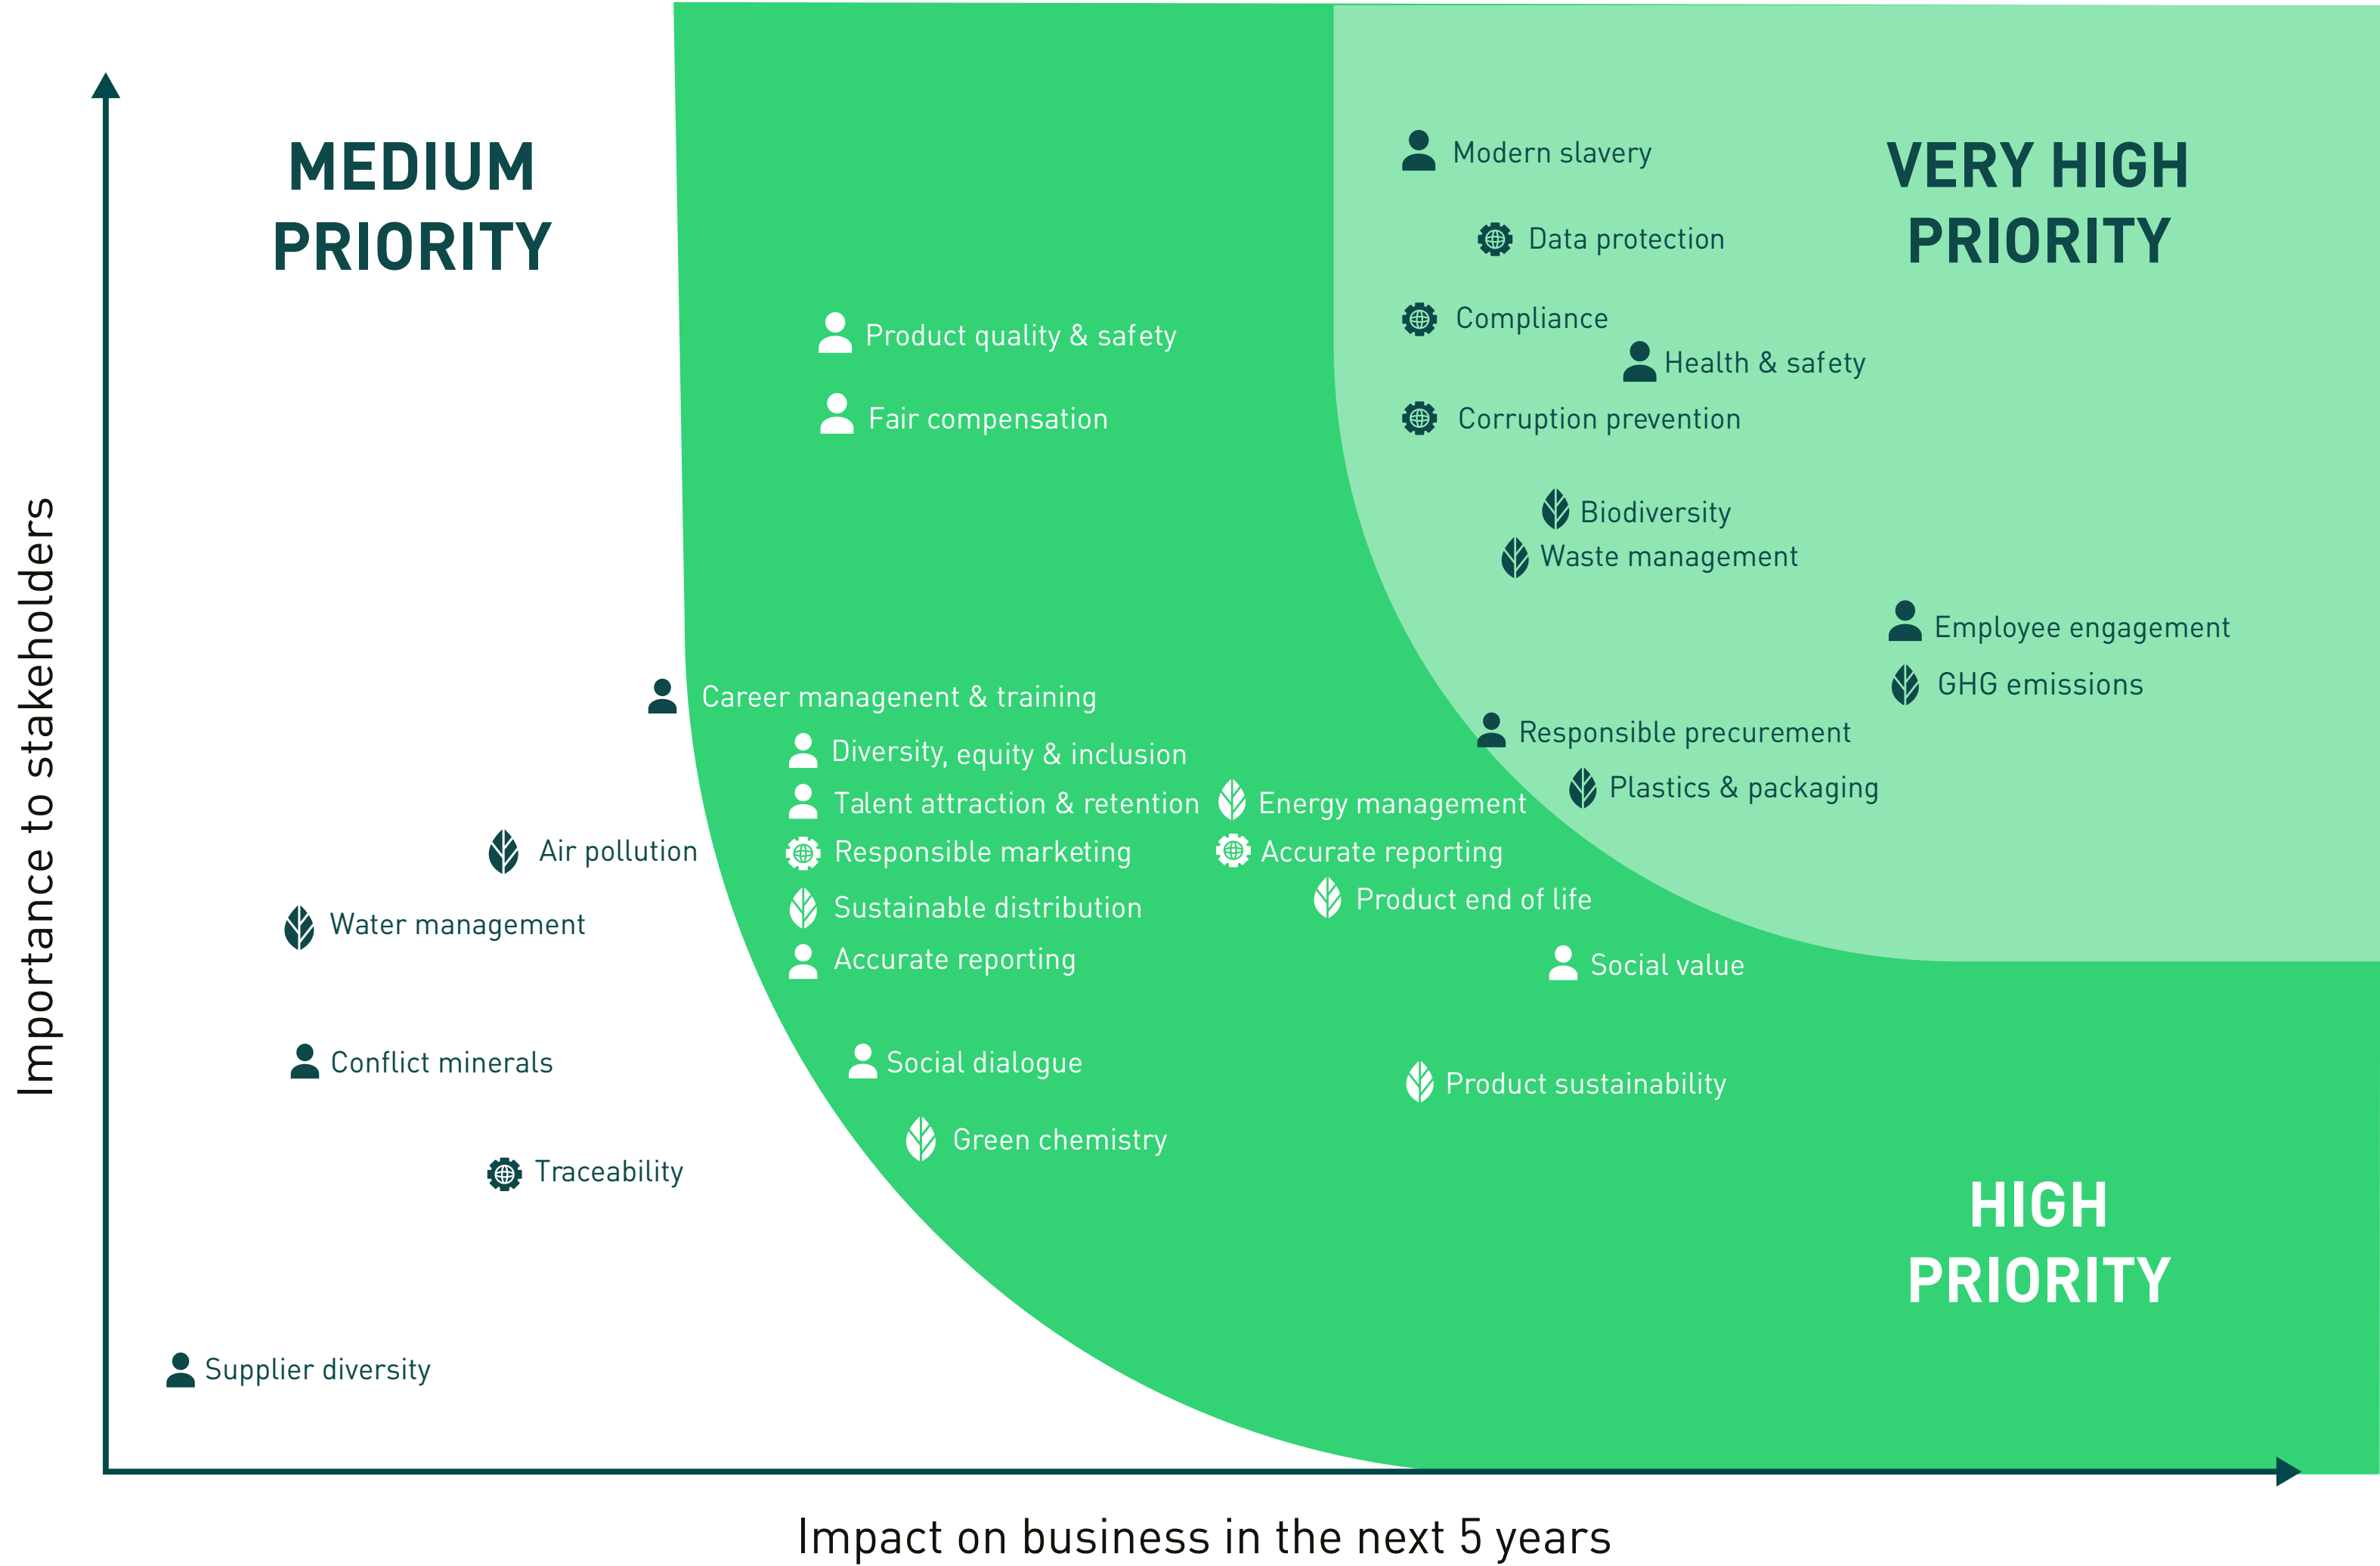 MEDIUM
PRIORITY
VERY HIGH
PRIORITY
Modern slavery
Data protection
Compliance
Health & safety
Corruption prevention
Biodiversity
Waste management
Employee engagement
GHG emissions
Responsible precurement
Plastics & packaging
Product quality & safety
Fair compensation
Career managenent & training
Diversity, equity & inclusion
Talent attraction & retention
Responsible marketing
Sustainable distribution
Accurate reporting
Energy management
Accurate reporting
Product end of life
Social value
Social dialogue
Green chemistry
Product sustainability
HIGH
PRIORITY
Air pollution
Water management
Conflict minerals
Traceability
Supplier diversity
Importance to stakeholders
Impact on business in the next 5 years